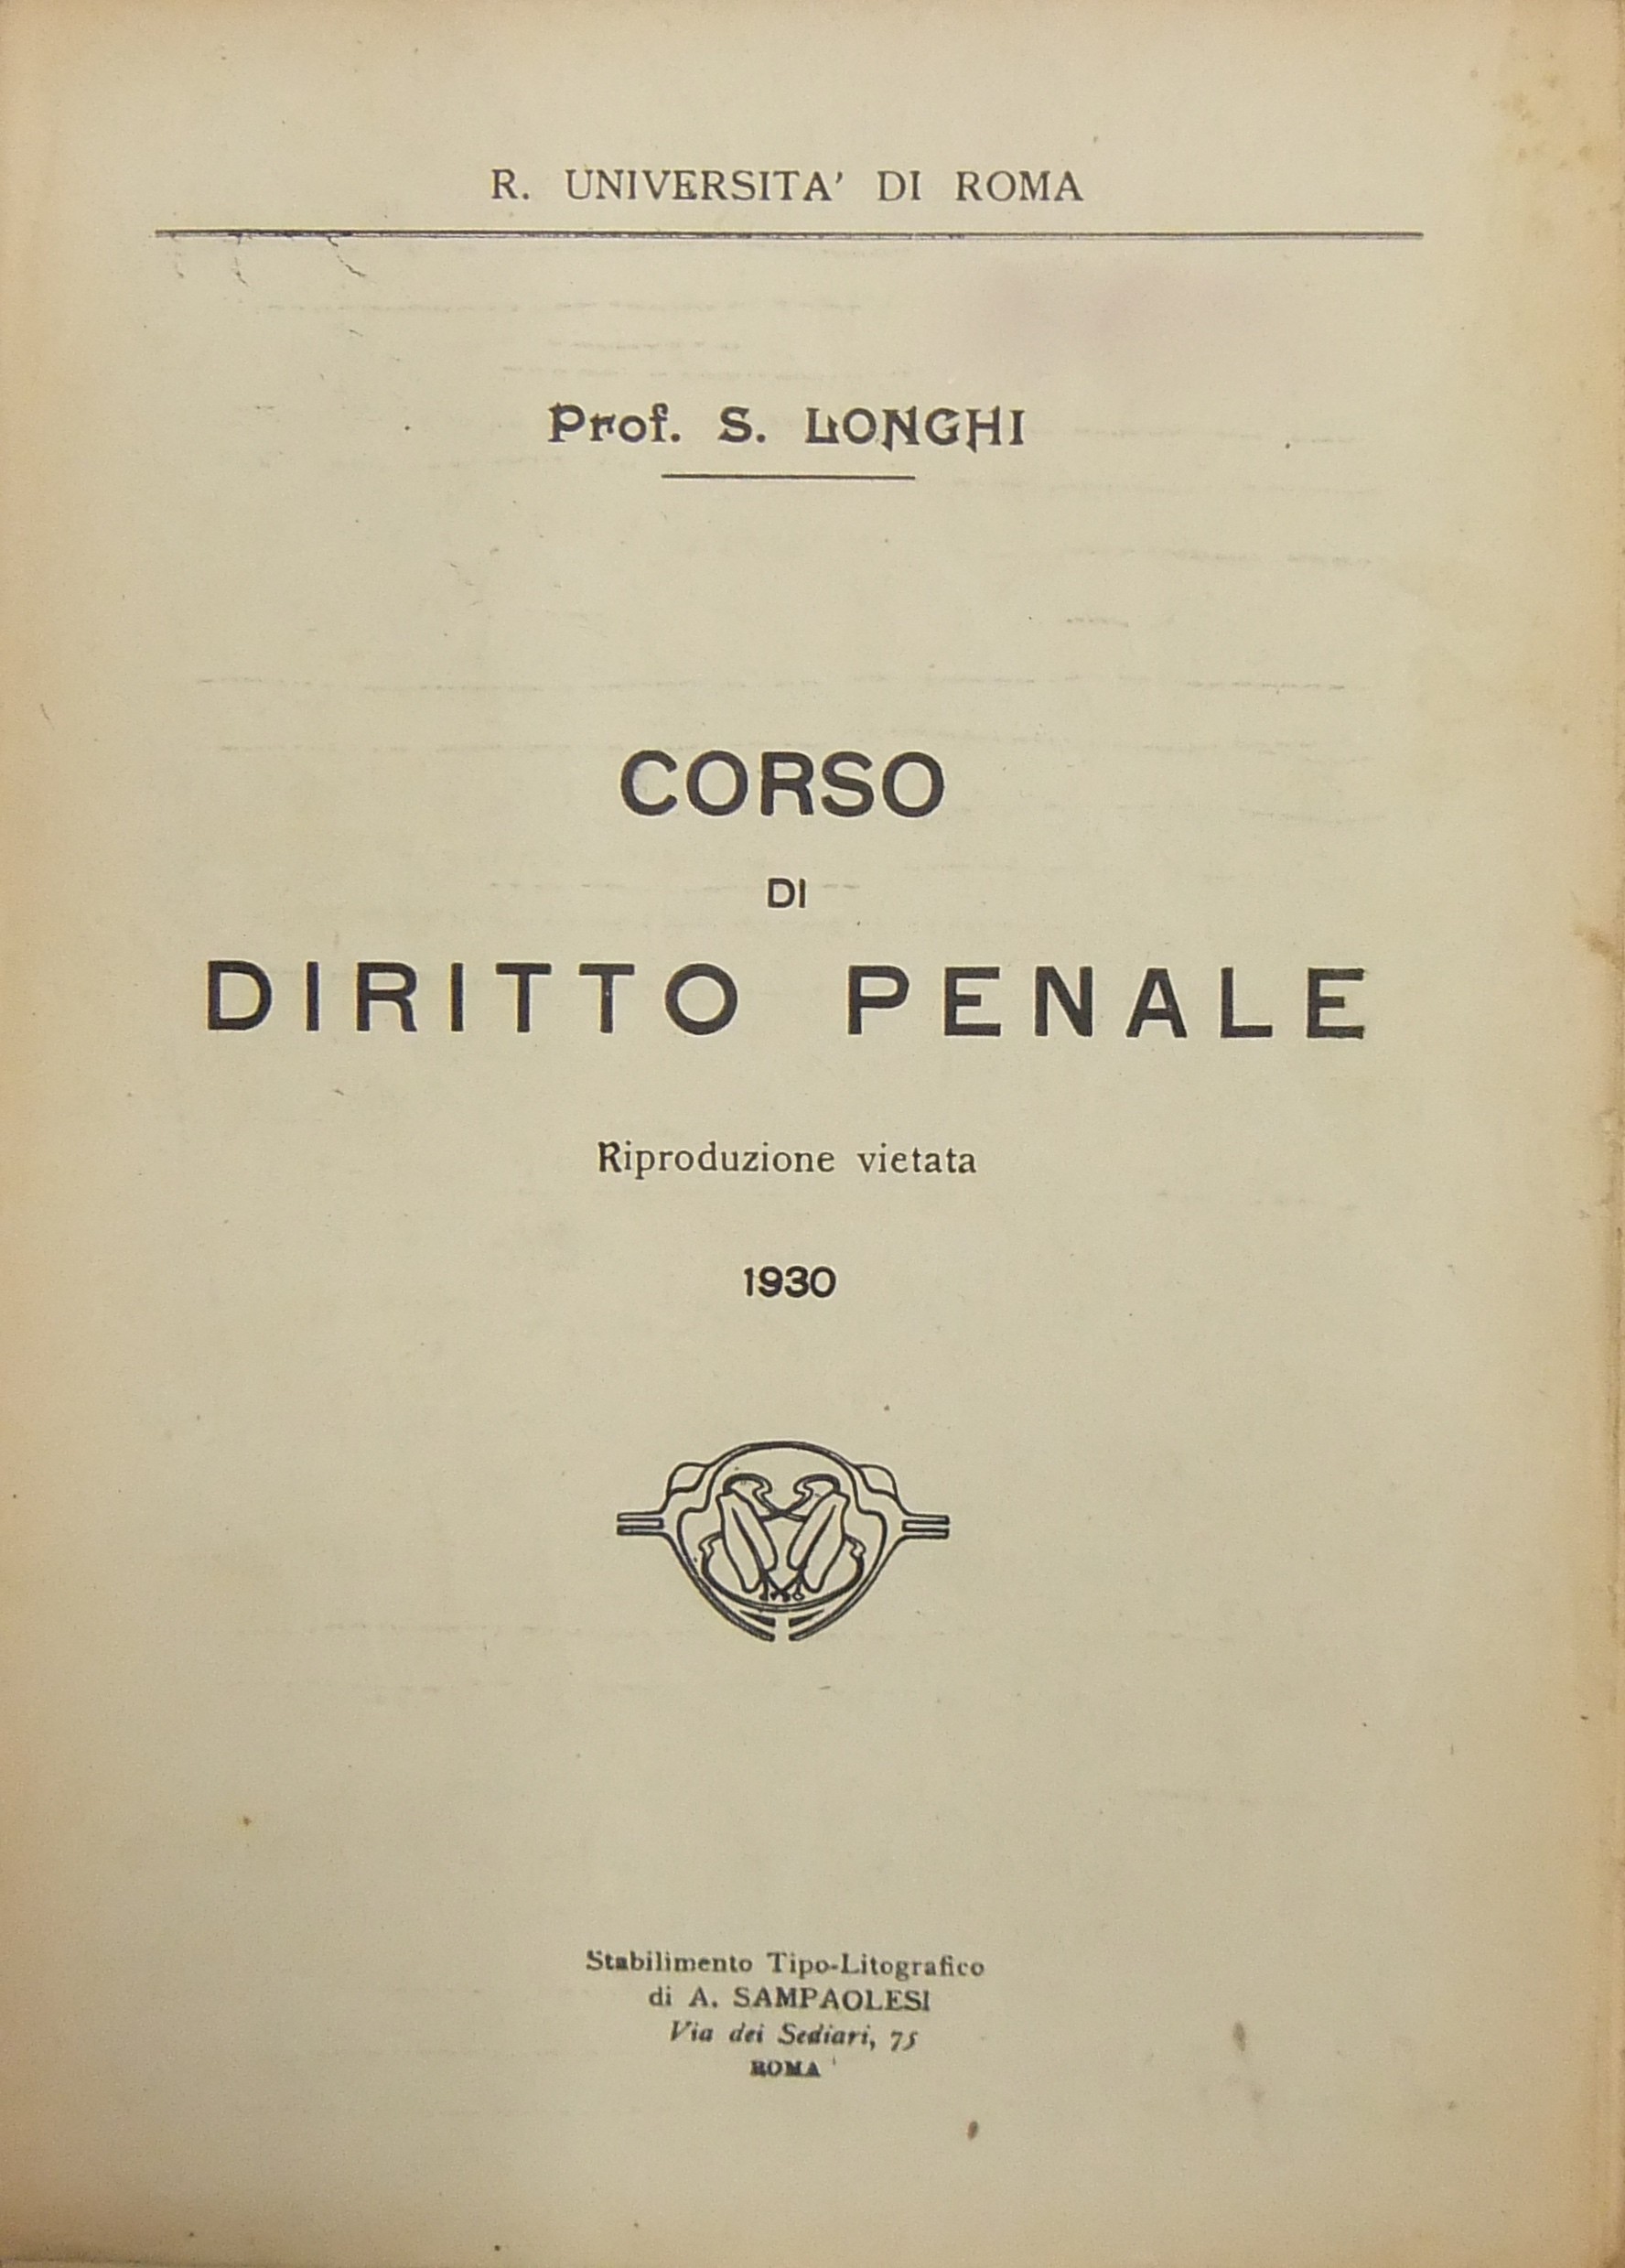 R. UNIVERSITA' DI ROMA
Prof. S. LONGHI
CORSO
DI
DIRITTO PENALE
Riproduzione vietata
1930
Stabilimento Tipo-Litografico
di A. SAMPAOLESI
Via dei Sediari, 75
ROMA